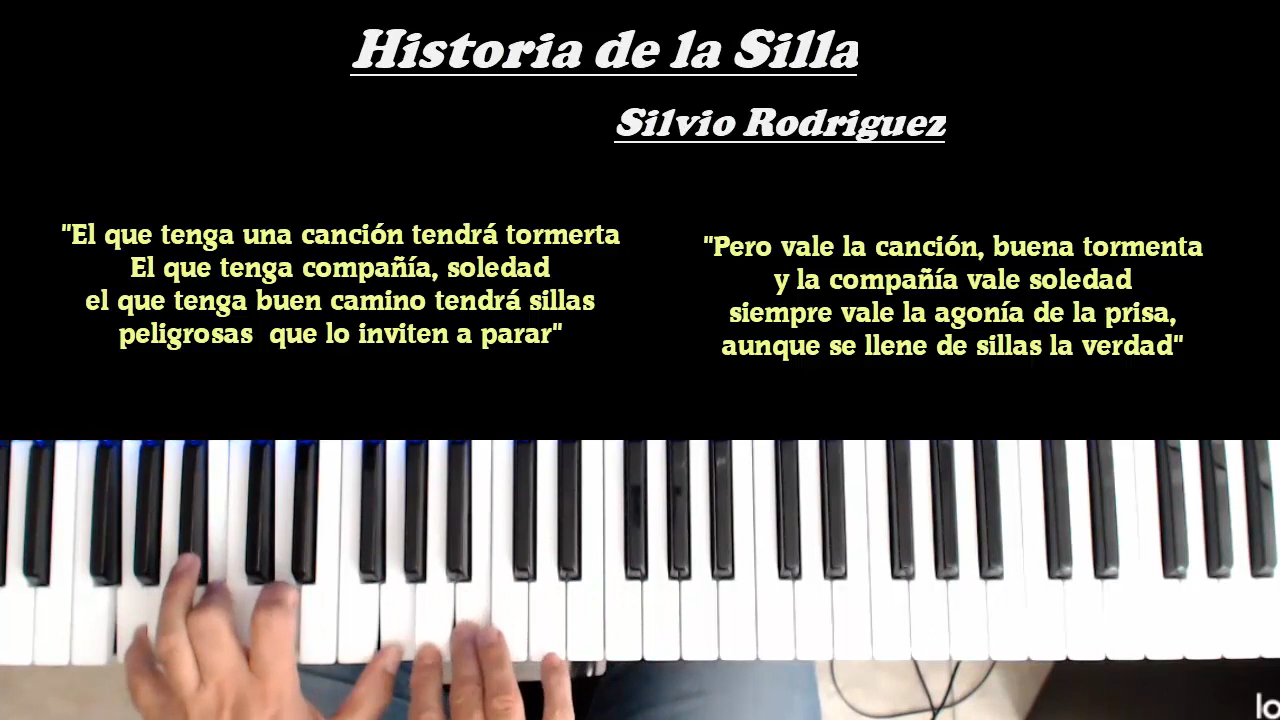 Historia de la Silla
Silvio Rodriguez
"El que tenga una canción tendrá tormerta
El que tenga compañía, soledad
el que tenga buen camino tendrá sillas
peligrosas que lo inviten a parar"
"Pero vale la canción, buena tormenta
y la compañía vale soledad
siempre vale la agonía de la prisa,
aunque se llene de sillas la verdad"